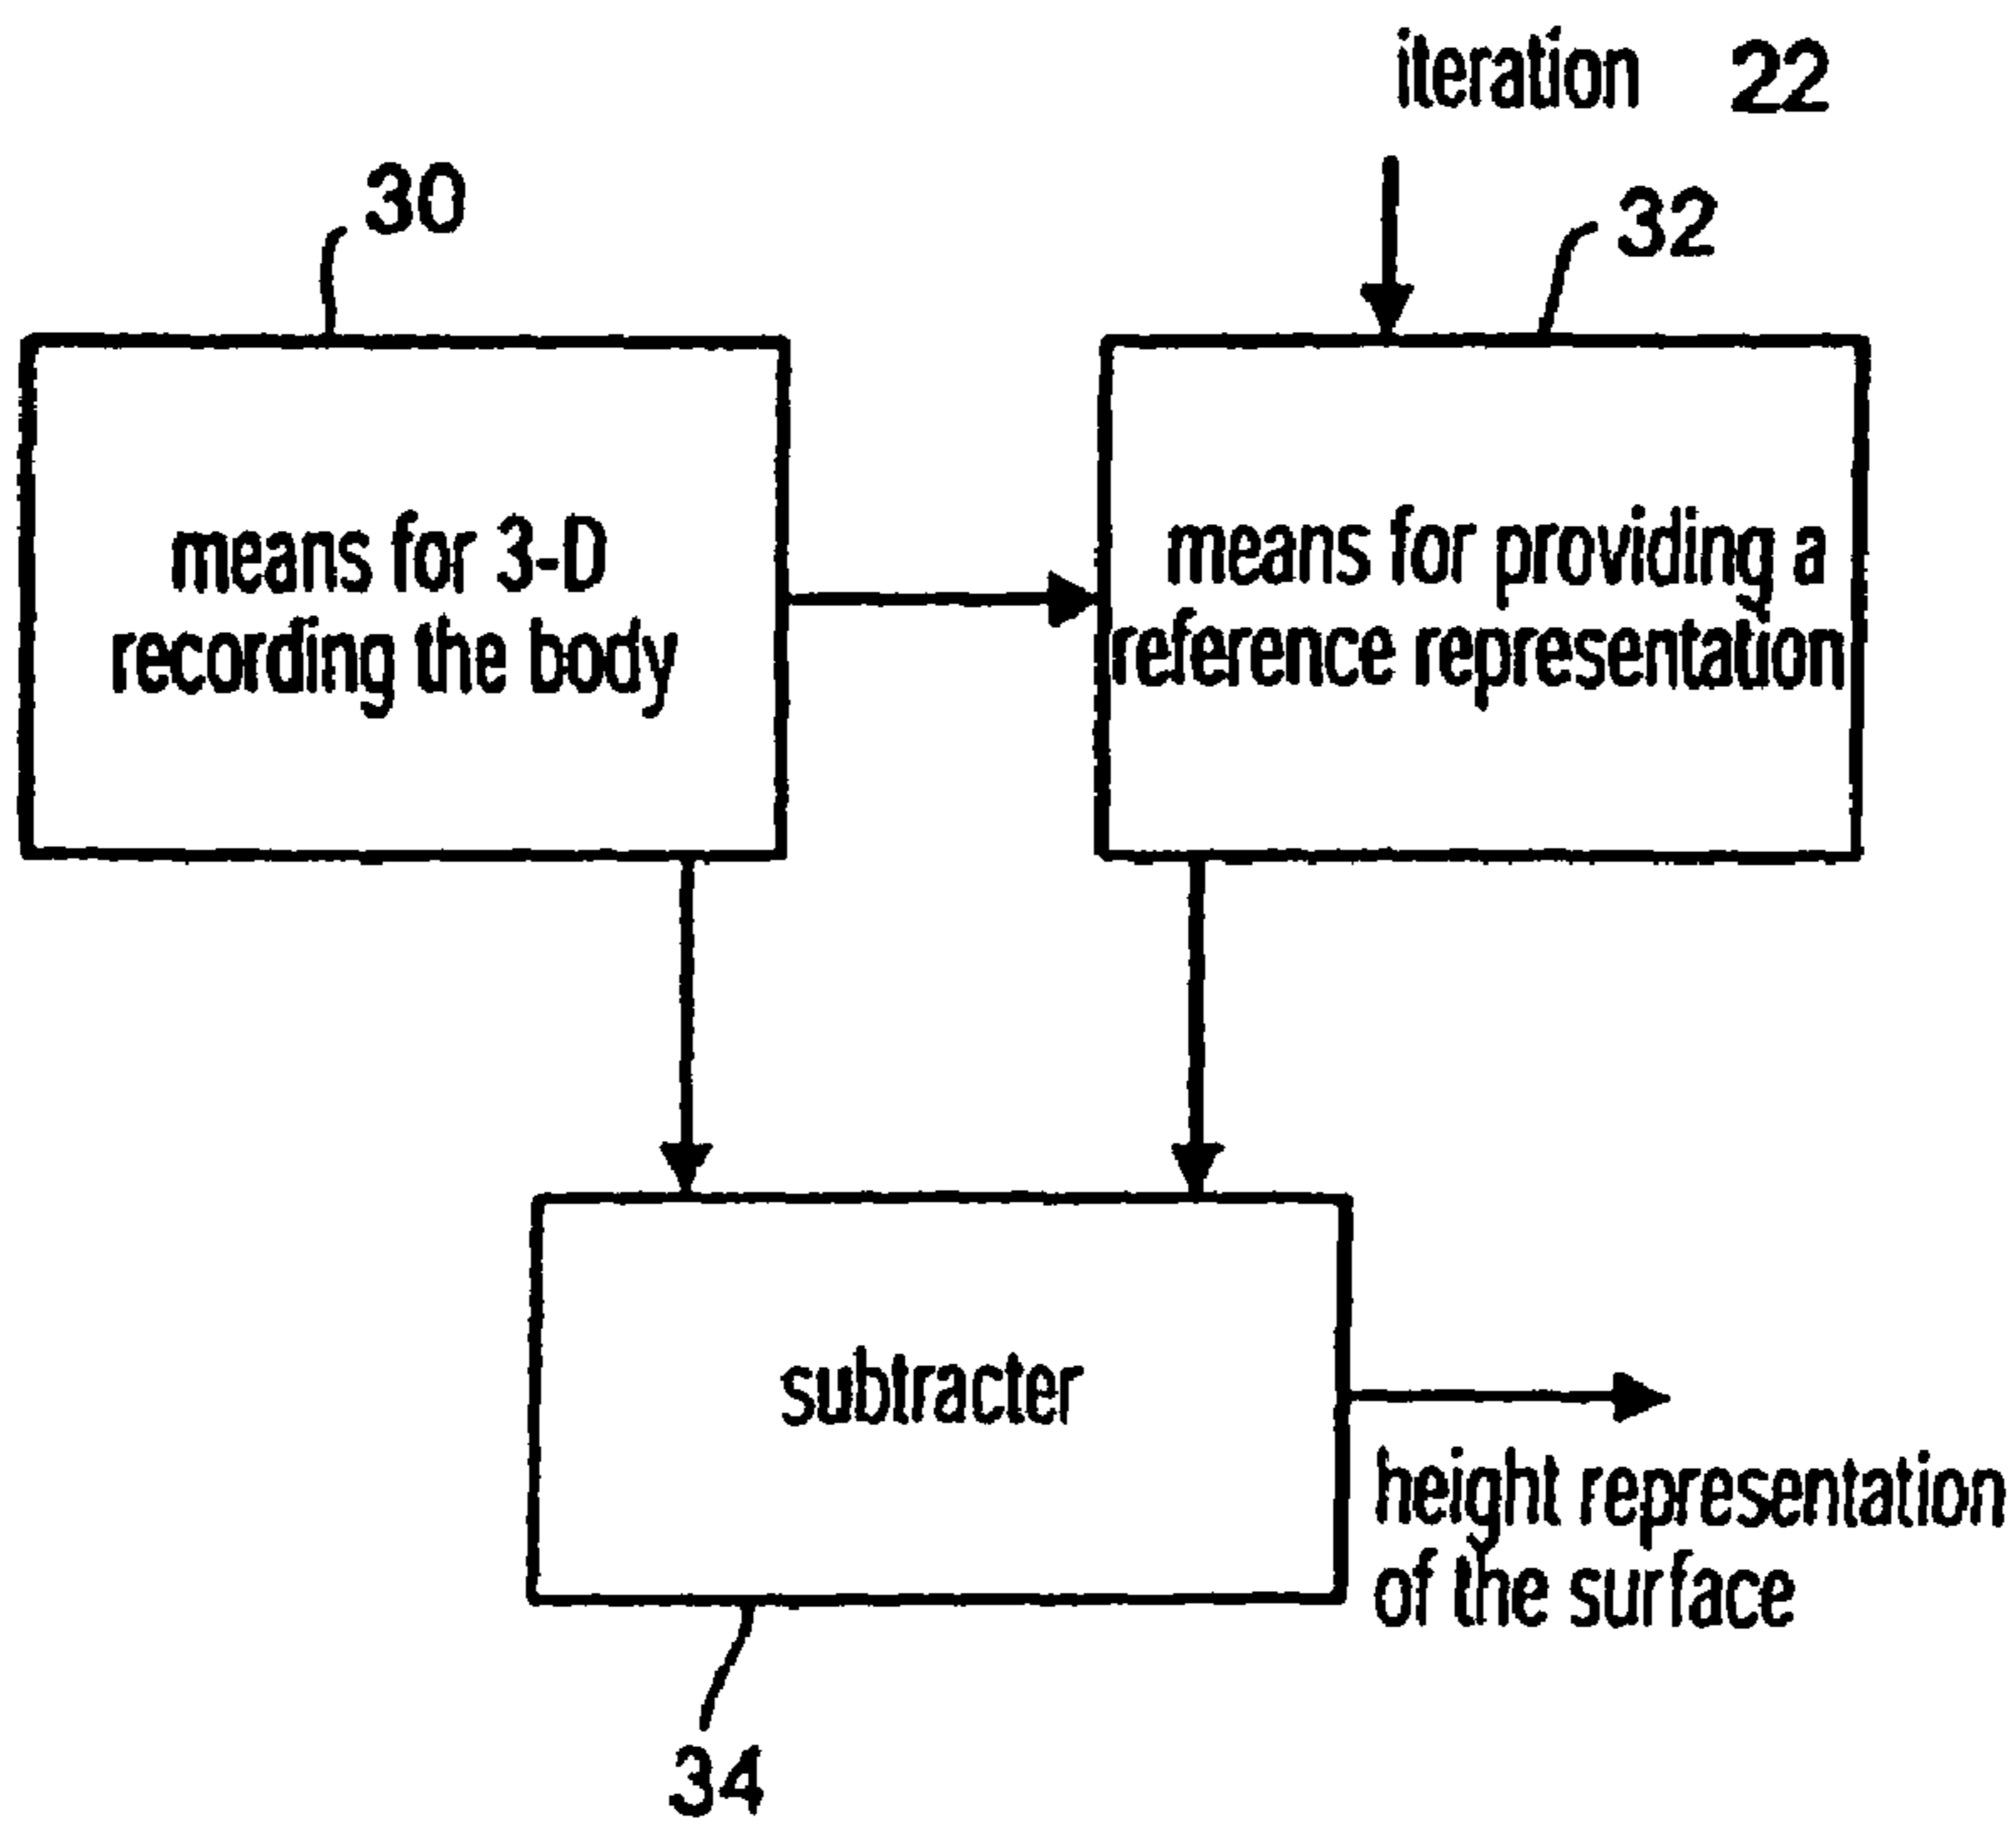 iteration 22
30
32
means for 3-D
recording the body
means for providing a
reference representation
subtracter
height representation
of the surface
34